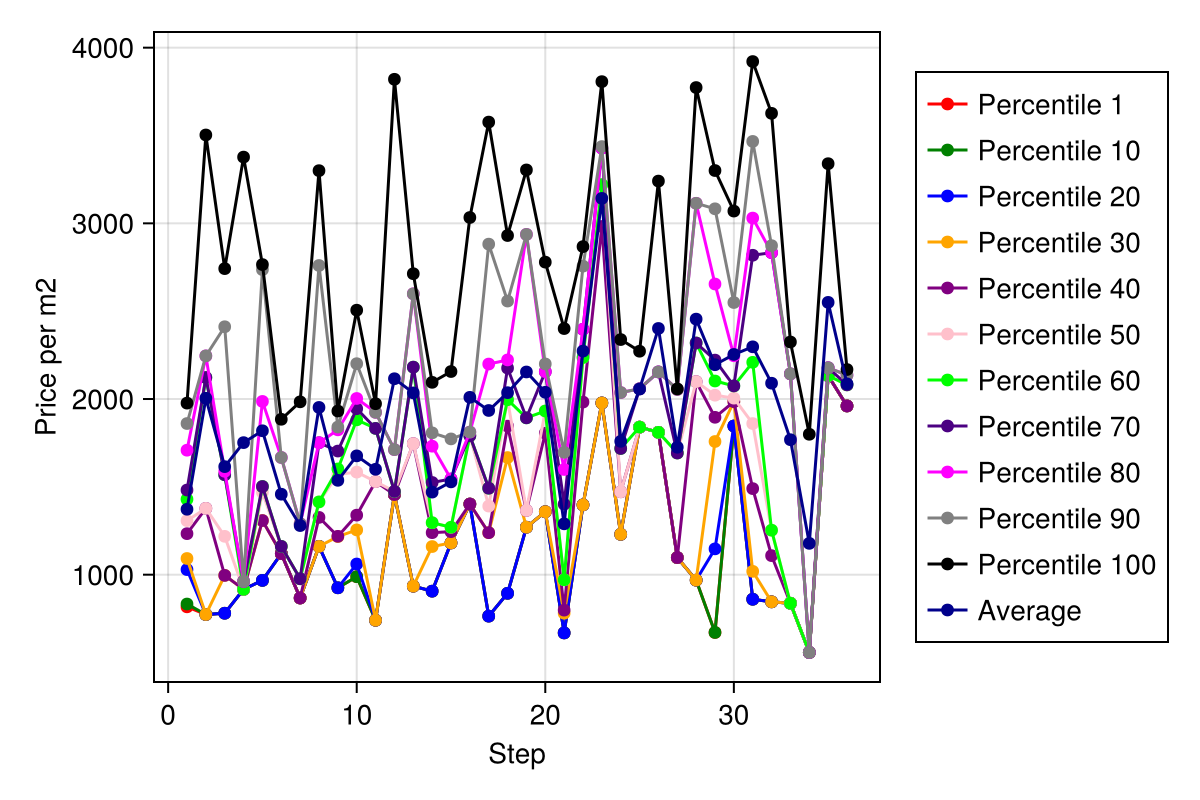 4000
3000
2000
1000
Price per m2
0 10 20 30
Step
Percentile 1
Percentile 10
Percentile 20
Percentile 30
Percentile 40
Percentile 50
Percentile 60
Percentile 70
Percentile 80
Percentile 90
Percentile 100
Average